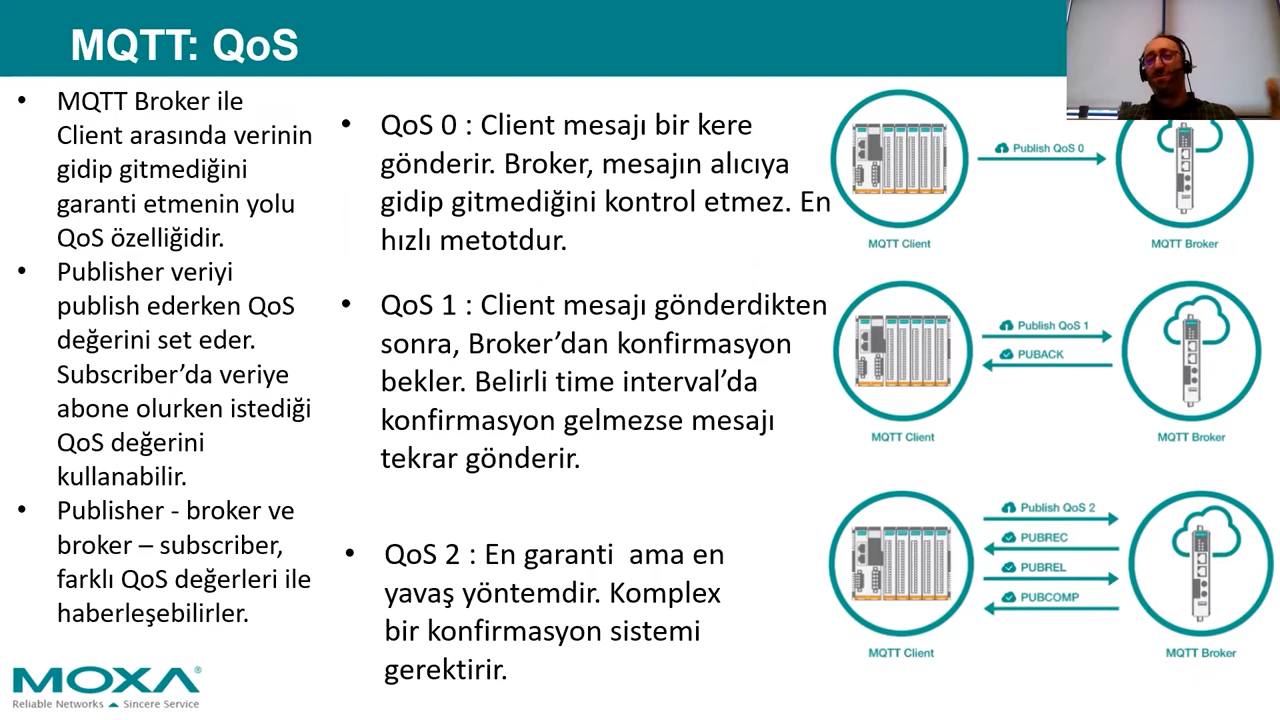 MQTT: QoS
• MQTT Broker ile
Client arasında verinin
gidip gitmediğini
garanti etmenin yolu
QoS özelliğidir.
• Publisher veriyi
publish ederken QoS
değerini set eder.
Subscriber’da veriye
abone olurken istediği
QoS değerini
kullanabilir.
• Publisher - broker ve
broker – subscriber,
farklı QoS değerleri ile
haberleşebilirler.
• QoS 0 : Client mesajı bir kere
gönderir. Broker, mesajın alıcıya
gidip gitmediğini kontrol etmez. En
hızlı metotdur.
• QoS 1 : Client mesajı gönderdikten
sonra, Broker’dan konfirmasyon
bekler. Belirli time interval’da
konfirmasyon gelmezse mesajı
tekrar gönderir.
• QoS 2 : En garanti  ama en
yavaş yöntemdir. Komplex
bir konfirmasyon sistemi
gerektirir.
Publish QoS 0
MQTT Client
MQTT Broker
Publish QoS 1
PUBACK
MQTT Client
MQTT Broker
Publish QoS 2
PUBREC
PUBREL
PUBCOMP
MQTT Client
MQTT Broker
MOXA®
Reliable Networks ▲ Sincere Service